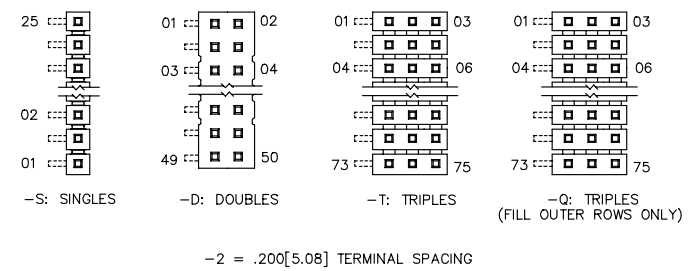 25
01 02
01 03
01 03
03 04
04 06
04 06
02
01
49 50
73 75
73 75
-S: SINGLES
-D: DOUBLES
-T: TRIPLES
-Q: TRIPLES
(FILL OUTER ROWS ONLY)
-2 = .200[5.08] TERMINAL SPACING